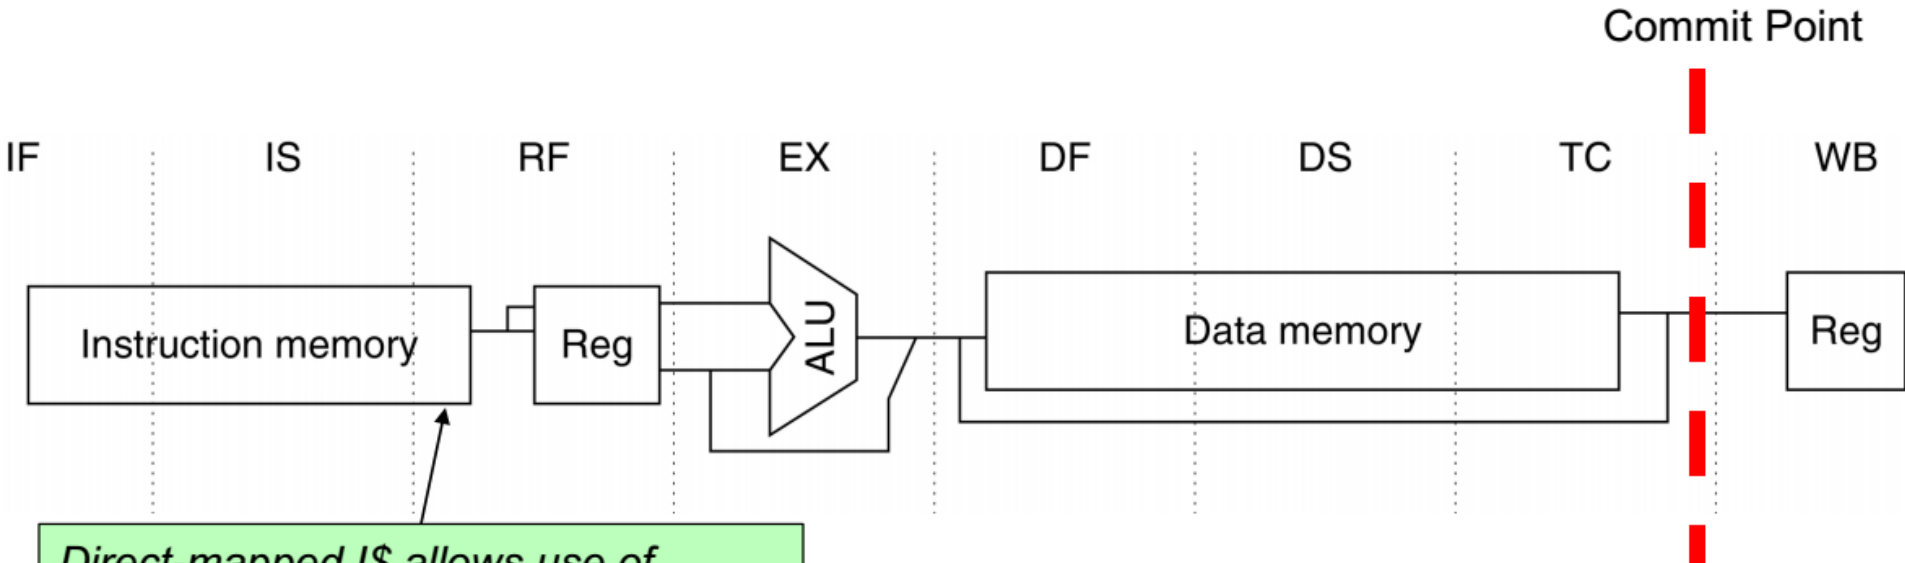 Commit Point
IF IS RF EX DF DS TC WB
Instruction memory Reg ALU Data memory Reg
Direct-mapped I$ allows use of